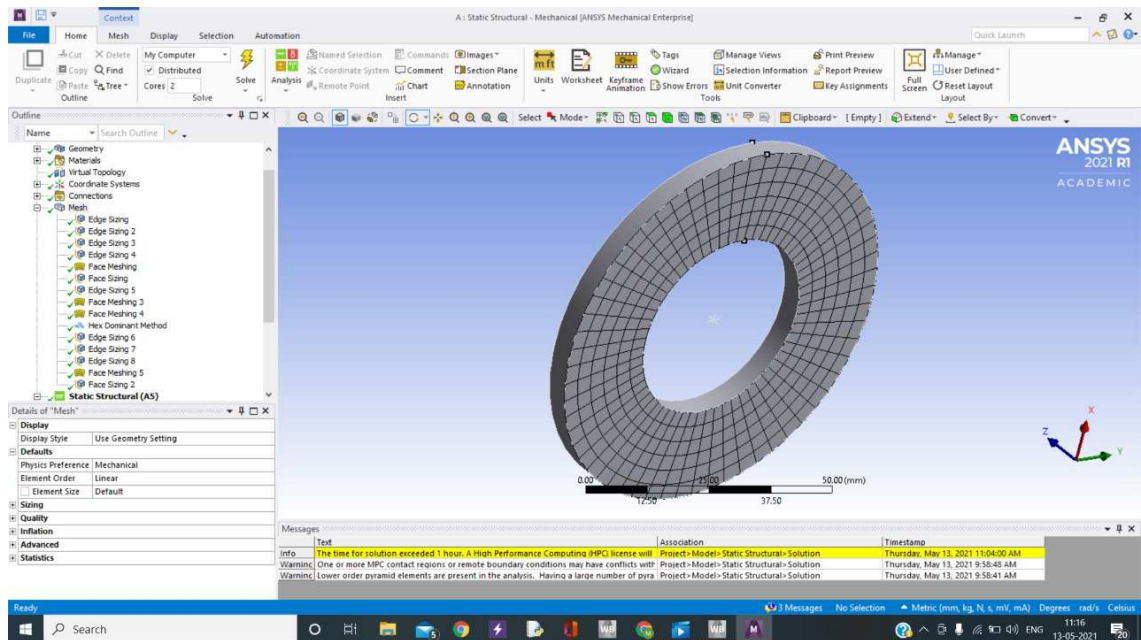 Context
A : Static Structural - Mechanical [ANSYS Mechanical Enterprise]
File Home Mesh Display Selection Automation
Quick Launch
Duplicate
Cut
Copy
Paste
Delete
Find
Tree
Outline
My Computer
Distributed
Cores 2
Solve
Solve
Analysis
Named Selection
Coordinate System
Remote Point
Commands
Comment
Chart
Images
Section Plane
Annotation
Insert
Units
Worksheet
Keyframe
Animation
Tags
Wizard
Show Errors
Manage Views
Selection Information
Unit Converter
Print Preview
Report Preview
Key Assignments
Tools
Full
Screen
Manage
User Defined
Reset Layout
Layout
Outline
Name
Search Outline
Select Mode Clipboard [Empty] Extend Select By Convert
Geometry
Materials
Virtual Topology
Coordinate Systems
Connections
Mesh
Edge Sizing
Edge Sizing 2
Edge Sizing 3
Edge Sizing 4
Face Meshing
Face Sizing
Edge Sizing 5
Face Meshing 3
Face Meshing 4
Hex Dominant Method
Edge Sizing 6
Edge Sizing 7
Edge Sizing 8
Face Meshing 5
Face Sizing 2
Static Structural (A5)
Details of "Mesh"
Display
Display Style Use Geometry Setting
Defaults
Physics Preference Mechanical
Element Order Linear
Element Size Default
Sizing
Quality
Inflation
Advanced
Statistics
ANSYS
2021 R1
ACADEMIC
X
Z
Y
0.00 25.00 50.00 (mm)
12.50 37.50
Messages
Text Association Timestamp
Info The time for solution exceeded 1 hour. A High Performance Computing (HPC) license will Project>Model>Static Structural>Solution Thursday, May 13, 2021 11:04:00 AM
Warning One or more MPC contact regions or remote boundary conditions may have conflicts with Project>Model>Static Structural>Solution Thursday, May 13, 2021 9:58:48 AM
Warning Lower order pyramid elements are present in the analysis. Having a large number of pyra Project>Model>Static Structural>Solution Thursday, May 13, 2021 9:58:41 AM
Ready
3 Messages No Selection Metric (mm, kg, N, s, mV, mA) Degrees rad/s Celsius
Search
WB
WB
M
ENG
11:16
13-05-2021
20